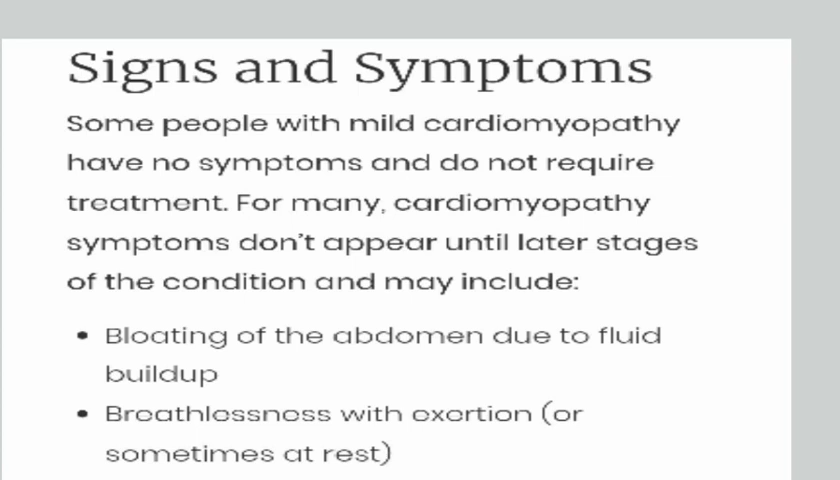 Signs and Symptoms
Some people with mild cardiomyopathy
have no symptoms and do not require
treatment. For many, cardiomyopathy
symptoms don’t appear until later stages
of the condition and may include:
• Bloating of the abdomen due to fluid
buildup
• Breathlessness with exertion (or
sometimes at rest)